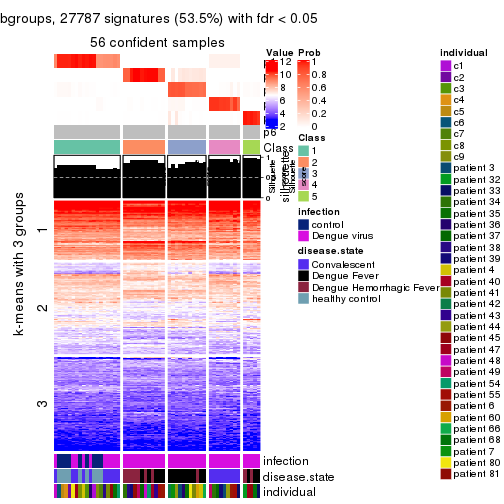 bgroups, 27787 signatures (53.5%) with fdr < 0.05
56 confident samples
k-means with 3 groups
1
2
3
p6
Class
1
0.5
0
silhouette
infection
disease.state
individual
Value
12
10
8
6
4
2
Prob
1
0.8
0.6
0.4
0.2
0
Class
1
2
3
4
5
infection
control
Dengue virus
disease.state
Convalescent
Dengue Fever
Dengue Hemorrhagic Fever
healthy control
individual
c1
c2
c3
c4
c5
c6
c7
c8
c9
patient 3
patient 32
patient 33
patient 34
patient 35
patient 36
patient 37
patient 38
patient 39
patient 4
patient 40
patient 41
patient 42
patient 43
patient 44
patient 45
patient 47
patient 48
patient 49
patient 54
patient 55
patient 6
patient 60
patient 66
patient 68
patient 7
patient 80
patient 81